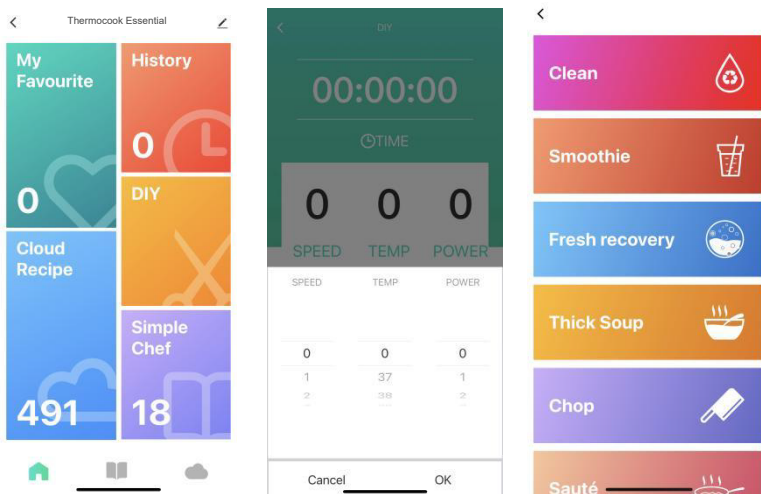 Thermocook Essential
My
Favourite
0
History
0
DIY
Cloud
Recipe
491
Simple
Chef
18
DIY
00:00:00
TIME
0 0 0
SPEED TEMP POWER
SPEED TEMP POWER
0 0 0
1 37 1
2 38 2
Cancel OK
Clean
Smoothie
Fresh recovery
Thick Soup
Chop
Sauté